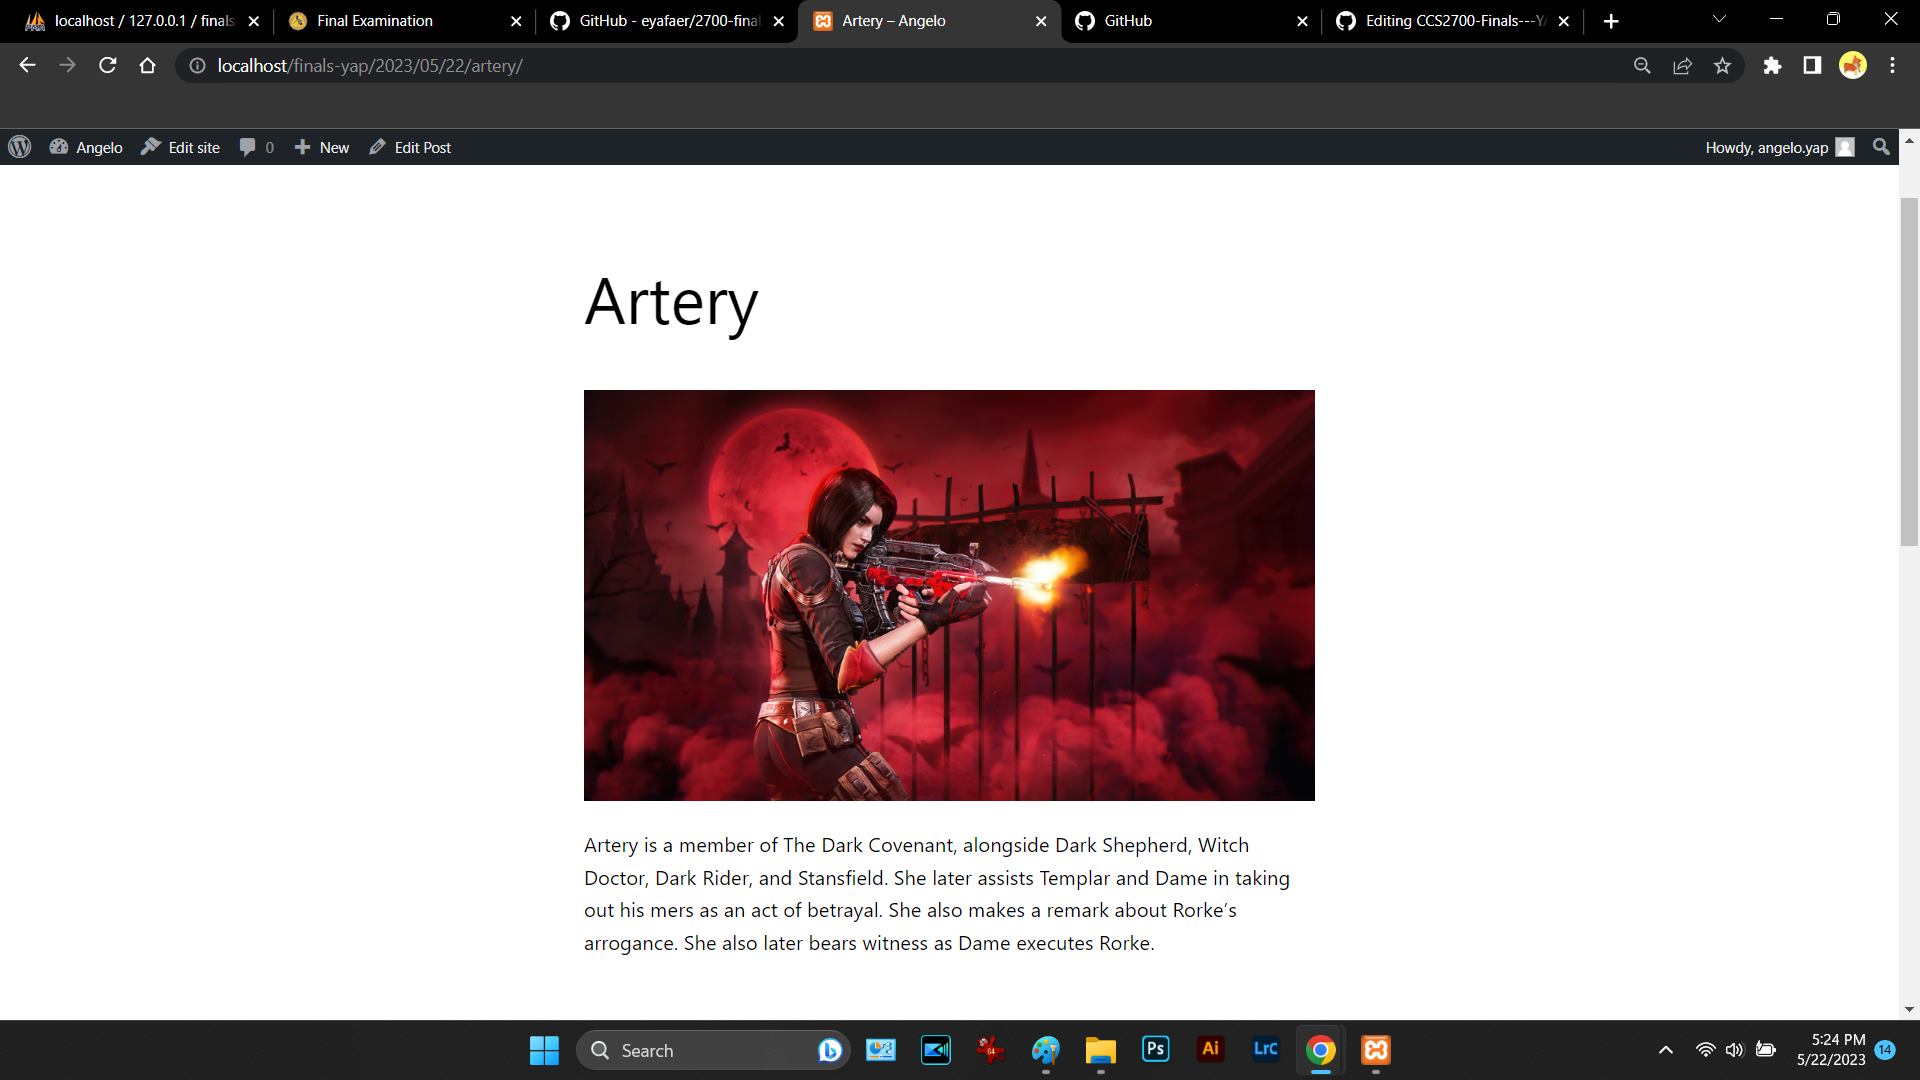 localhost / 127.0.0.1 / finals
Final Examination
GitHub - eyafaer/2700-final
Artery – Angelo
GitHub
Editing CCS2700-Finals---YA
localhost/finals-yap/2023/05/22/artery/
Angelo
Edit site
0
New
Edit Post
Howdy, angelo.yap
Artery
Artery is a member of The Dark Covenant, alongside Dark Shepherd, Witch
Doctor, Dark Rider, and Stansfield. She later assists Templar and Dame in taking
out his mers as an act of betrayal. She also makes a remark about Rorke’s
arrogance. She also later bears witness as Dame executes Rorke.
Search
64
Ps
Ai
LrC
5:24 PM
5/22/2023
14